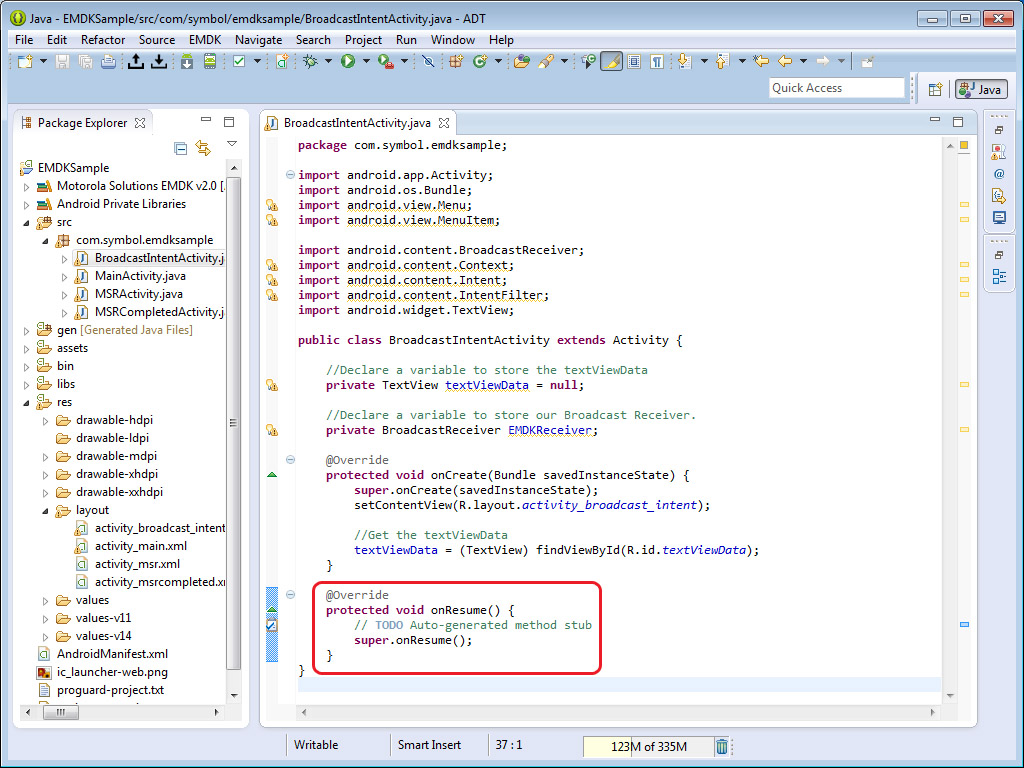 Java - EMDKSample/src/com/symbol/emdksample/BroadcastIntentActivity.java - ADT
File Edit Refactor Source EMDK Navigate Search Project Run Window Help
Quick Access
Java
Package Explorer
EMDKSample
Motorola Solutions EMDK v2.0 [
Android Private Libraries
src
com.symbol.emdksample
BroadcastIntentActivity.j
MainActivity.java
MSRActivity.java
MSRCompletedActivity.j
gen [Generated Java Files]
assets
bin
libs
res
drawable-hdpi
drawable-ldpi
drawable-mdpi
drawable-xhdpi
drawable-xxhdpi
layout
activity_broadcast_intent
activity_main.xml
activity_msr.xml
activity_msrcompleted.x
values
values-v11
values-v14
AndroidManifest.xml
ic_launcher-web.png
proguard-project.txt
BroadcastIntentActivity.java
package com.symbol.emdksample;
import android.app.Activity;
import android.os.Bundle;
import android.view.Menu;
import android.view.MenuItem;
import android.content.BroadcastReceiver;
import android.content.Context;
import android.content.Intent;
import android.content.IntentFilter;
import android.widget.TextView;
public class BroadcastIntentActivity extends Activity {
//Declare a variable to store the textViewData
private TextView textViewData = null;
//Declare a variable to store our Broadcast Receiver.
private BroadcastReceiver EMDKReceiver;
@Override
protected void onCreate(Bundle savedInstanceState) {
super.onCreate(savedInstanceState);
setContentView(R.layout.activity_broadcast_intent);
//Get the textViewData
textViewData = (TextView) findViewById(R.id.textViewData);
}
@Override
protected void onResume() {
// TODO Auto-generated method stub
super.onResume();
}
}
Writable Smart Insert 37 : 1 123M of 335M